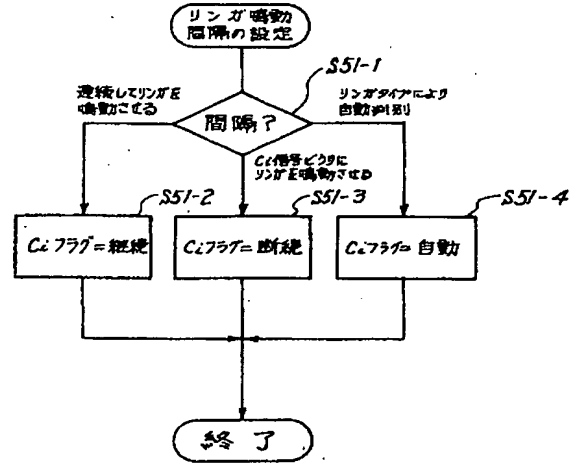 リンガ鳴動
間隔の設定
S51-1
連続してリンガを
鳴動させる
間隔?
リンガタイプにより
自動判別
Ci信号ピタタに
リンガを鳴動させる
S51-2
S51-3
S51-4
Ciフラグ=継続
Ciフラグ=断続
Ciフラグ=自動
終了